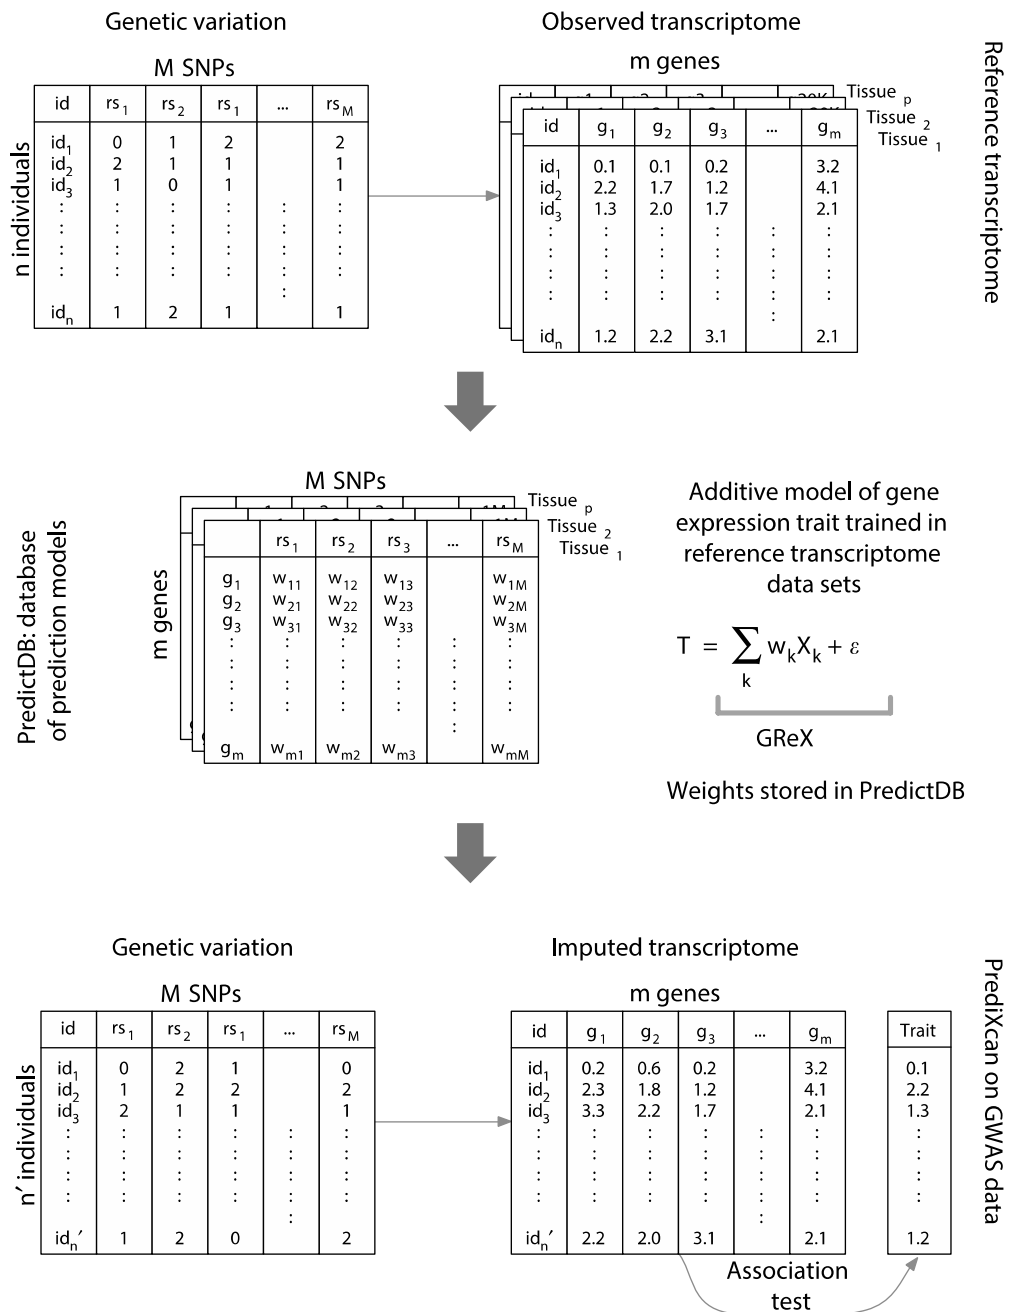 Genetic variation
Observed transcriptome
M SNPs
m genes
Reference transcriptome
n individuals
id rs1 rs2 rs1 ... rsM
id1 0 1 2 2
id2 2 1 1 1
id3 1 0 1 1
idn 1 2 1 1
Tissue p
Tissue 2
Tissue 1
id g1 g2 g3 ... gm
id1 0.1 0.1 0.2 3.2
id2 2.2 1.7 1.2 4.1
id3 1.3 2.0 1.7 2.1
idn 1.2 2.2 3.1 2.1
PredictDB: database
of prediction models
M SNPs
m genes
Tissue p
Tissue 2
Tissue 1
rs1 rs2 rs3 ... rsM
g1 w11 w12 w13 w1M
g2 w21 w22 w23 w2M
g3 w31 w32 w33 w3M
gm wm1 wm2 wm3 wmM
Additive model of gene
expression trait trained in
reference transcriptome
data sets
T = ∑k wkXk + ε
GReX
Weights stored in PredictDB
Genetic variation
Imputed transcriptome
M SNPs
m genes
PrediXcan on GWAS data
n′ individuals
id rs1 rs2 rs1 ... rsM
id1 0 2 1 0
id2 1 2 2 2
id3 2 1 1 1
idn′ 1 2 0 2
id g1 g2 g3 ... gm
id1 0.2 0.6 0.2 3.2
id2 2.3 1.8 1.2 4.1
id3 3.3 2.2 1.7 2.1
idn′ 2.2 2.0 3.1 2.1
Trait
0.1
2.2
1.3
1.2
Association
test